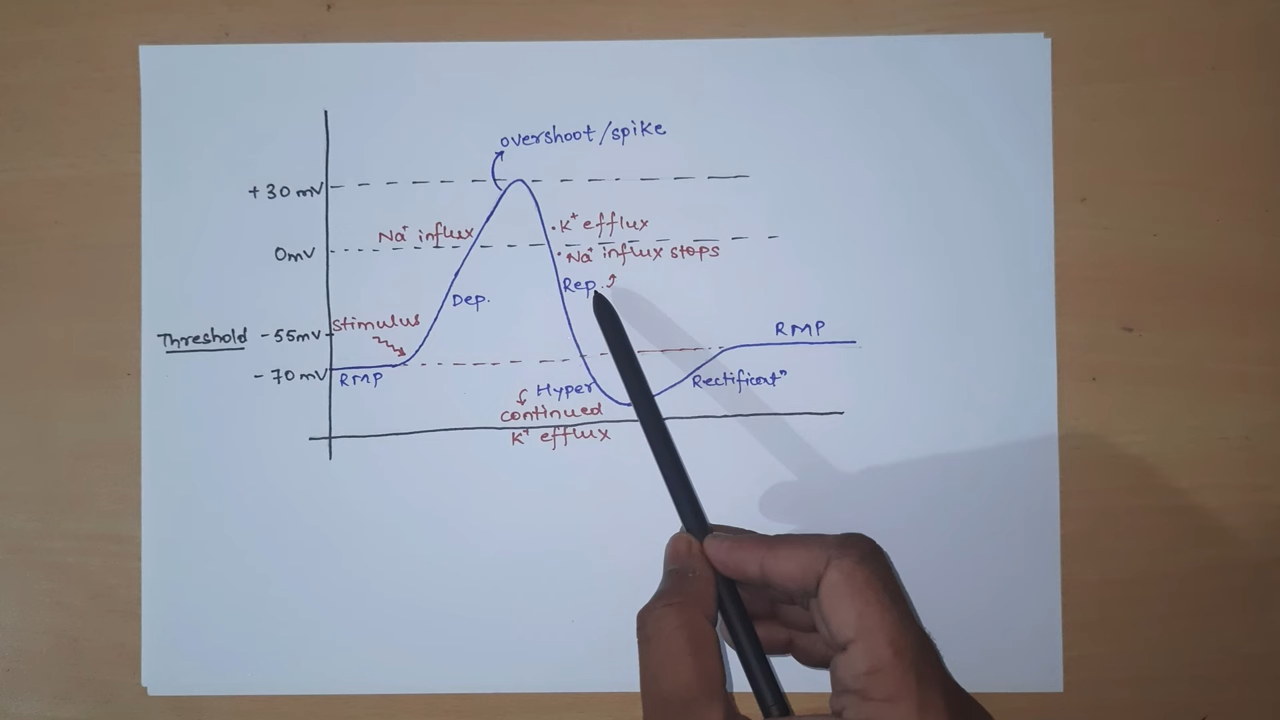 overshoot/spike
+30 mV
Na⁺ influx
• K⁺ efflux
0mV
• Na⁺ influx stops
Dep.
Rep.
Stimulus
Threshold -55mV
RMP
-70 mV
RMP
Hyper
Rectificatⁿ
continued
K⁺ efflux